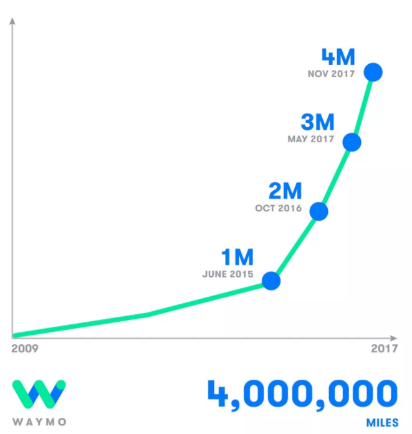 4M
NOV 2017
3M
MAY 2017
2M
OCT 2016
1M
JUNE 2015
2009
2017
WAYMO
4,000,000
MILES